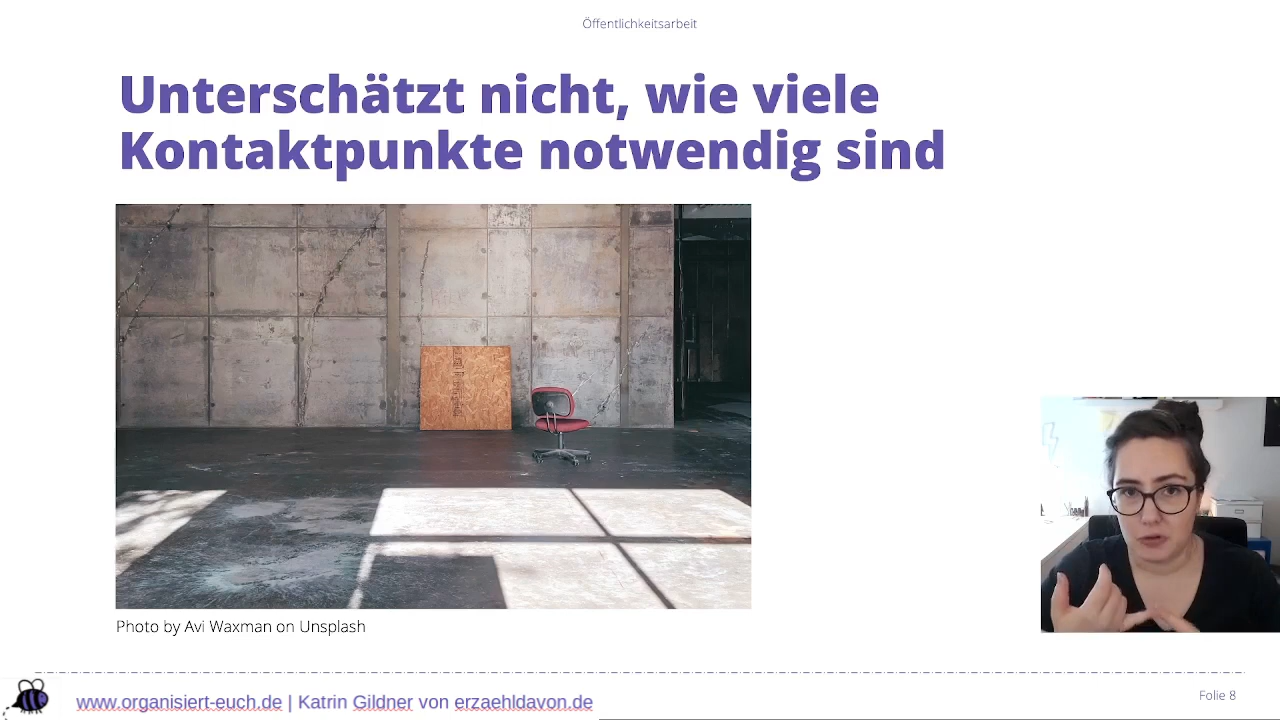 Öffentlichkeitsarbeit
Unterschätzt nicht, wie viele
Kontaktpunkte notwendig sind
Photo by Avi Waxman on Unsplash
www.organisiert-euch.de | Katrin Gildner von erzaehldavon.de
Folie 8